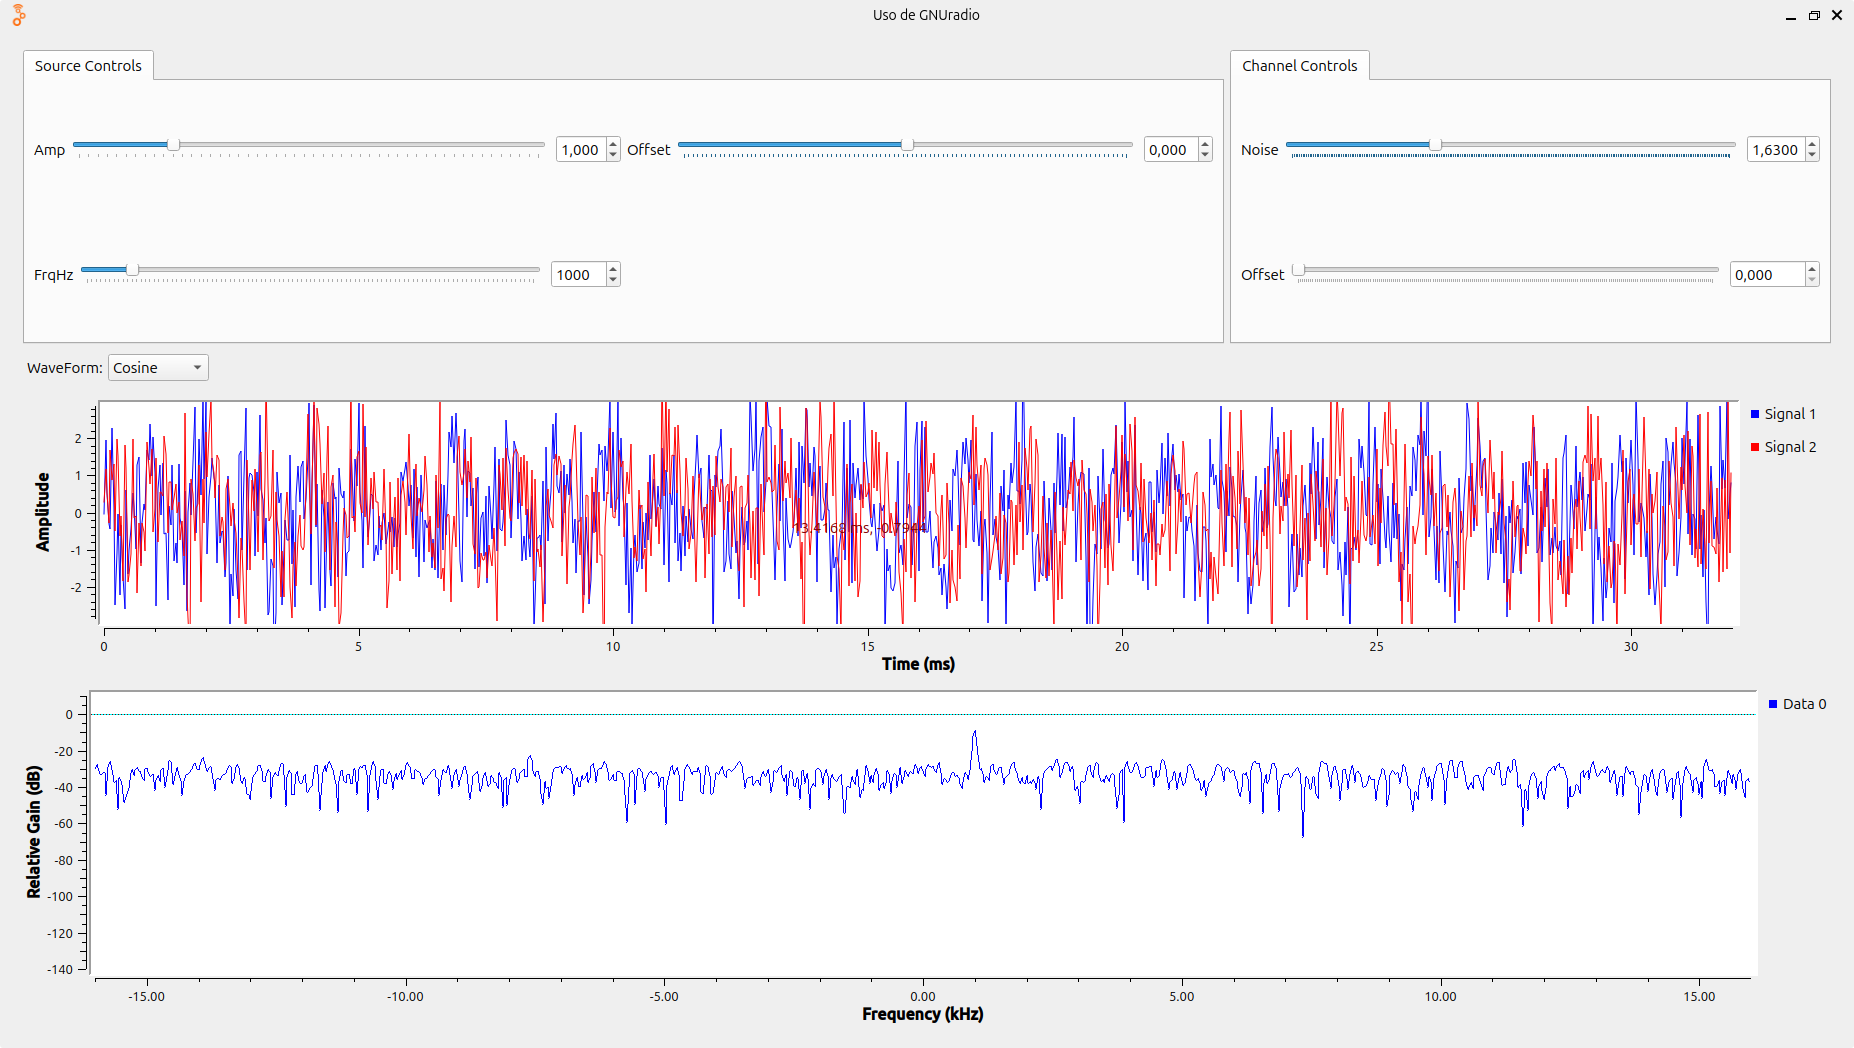 Uso de GNUradio
Source Controls
Channel Controls
Amp 1,000 Offset 0,000
Noise 1,6300
FrqHz 1000
Offset 0,000
WaveForm: Cosine
Signal 1
Signal 2
Amplitude
2
1
0
-1
-2
13.4168 ms, -0.7944
0 5 10 15 20 25 30
Time (ms)
Data 0
Relative Gain (dB)
0
-20
-40
-60
-80
-100
-120
-140
-15.00 -10.00 -5.00 0.00 5.00 10.00 15.00
Frequency (kHz)